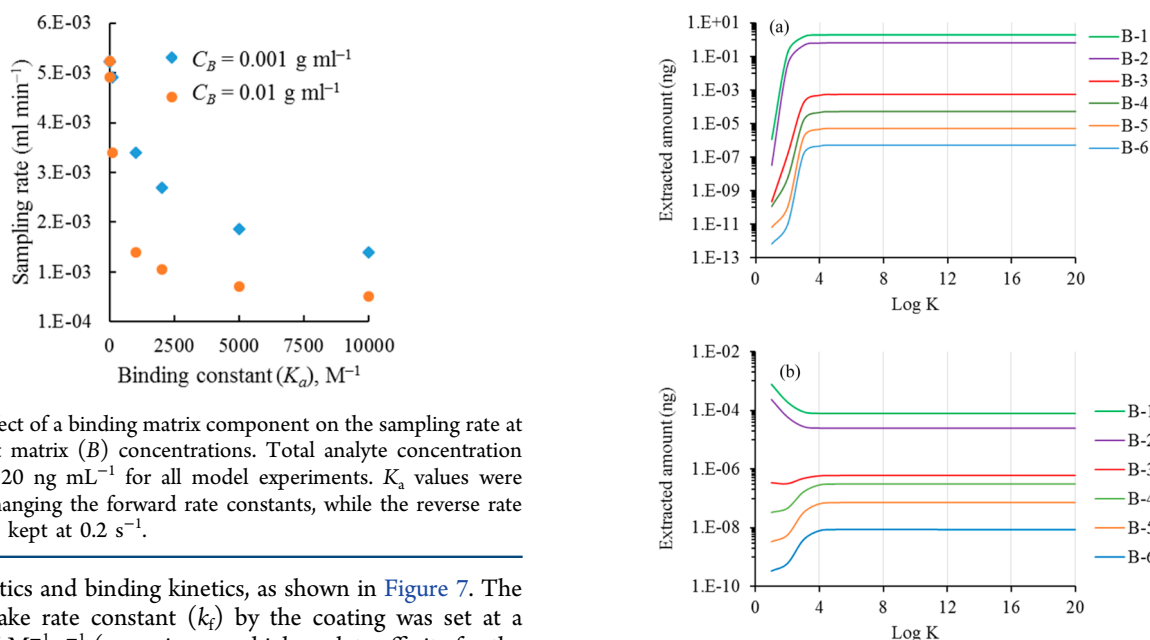 6.E-03
5.E-03
4.E-03
3.E-03
2.E-03
1.E-03
1.E-04
Sampling rate (ml min⁻¹)
C_B = 0.001 g ml⁻¹
C_B = 0.01 g ml⁻¹
0 2500 5000 7500 10000
Binding constant (K_a), M⁻¹
ect of a binding matrix component on the sampling rate at
matrix (B) concentrations. Total analyte concentration
20 ng mL⁻¹ for all model experiments. K_a values were
anging the forward rate constants, while the reverse rate
kept at 0.2 s⁻¹.
tics and binding kinetics, as shown in Figure 7. The
ake rate constant (k_f) by the coating was set at a
(a)
1.E+01
1.E-01
1.E-03
1.E-05
1.E-07
1.E-09
1.E-11
1.E-13
Extracted amount (ng)
0 4 8 12 16 20
Log K
B-1
B-2
B-3
B-4
B-5
B-6
(b)
1.E-02
1.E-04
1.E-06
1.E-08
1.E-10
Extracted amount (ng)
0 4 8 12 16 20
Log K
B-1
B-2
B-3
B-4
B-5
B-6